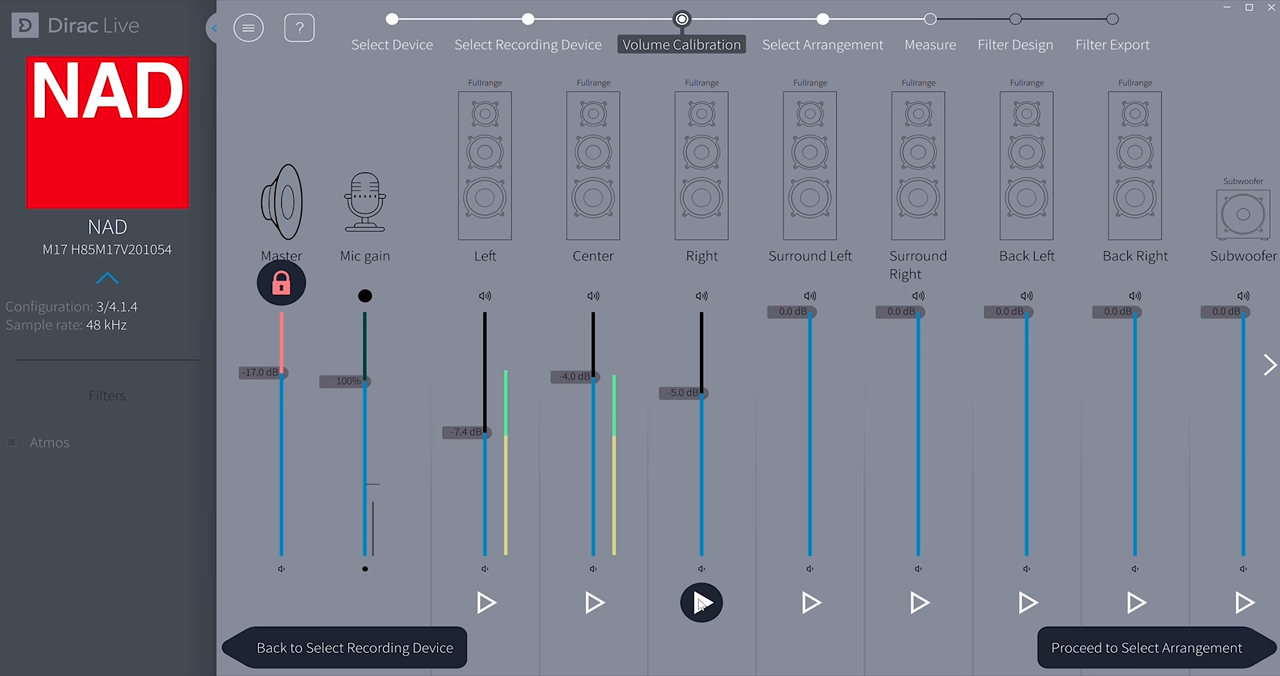 Dirac Live
?
Select Device
Select Recording Device
Volume Calibration
Select Arrangement
Measure
Filter Design
Filter Export
NAD
NAD
M17 H85M17V201054
Configuration: 3/4.1.4
Sample rate: 48 kHz
Filters
Atmos
Fullrange
Fullrange
Fullrange
Fullrange
Fullrange
Fullrange
Fullrange
Subwoofer
Master
Mic gain
Left
Center
Right
Surround Left
Surround
Right
Back Left
Back Right
Subwoofer
-17.0 dB
100%
-7.4 dB
-4.0 dB
-5.0 dB
0.0 dB
0.0 dB
0.0 dB
0.0 dB
0.0 dB
Back to Select Recording Device
Proceed to Select Arrangement